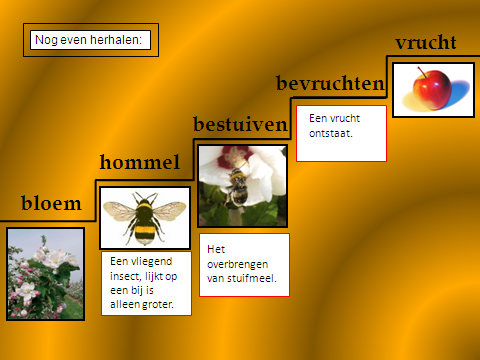 Nog even herhalen:
vrucht
bevruchten
Een vrucht
ontstaat.
bestuiven
Het
overbrengen
van stuifmeel.
hommel
Een vliegend
insect, lijkt op
een bij is
alleen groter.
bloem